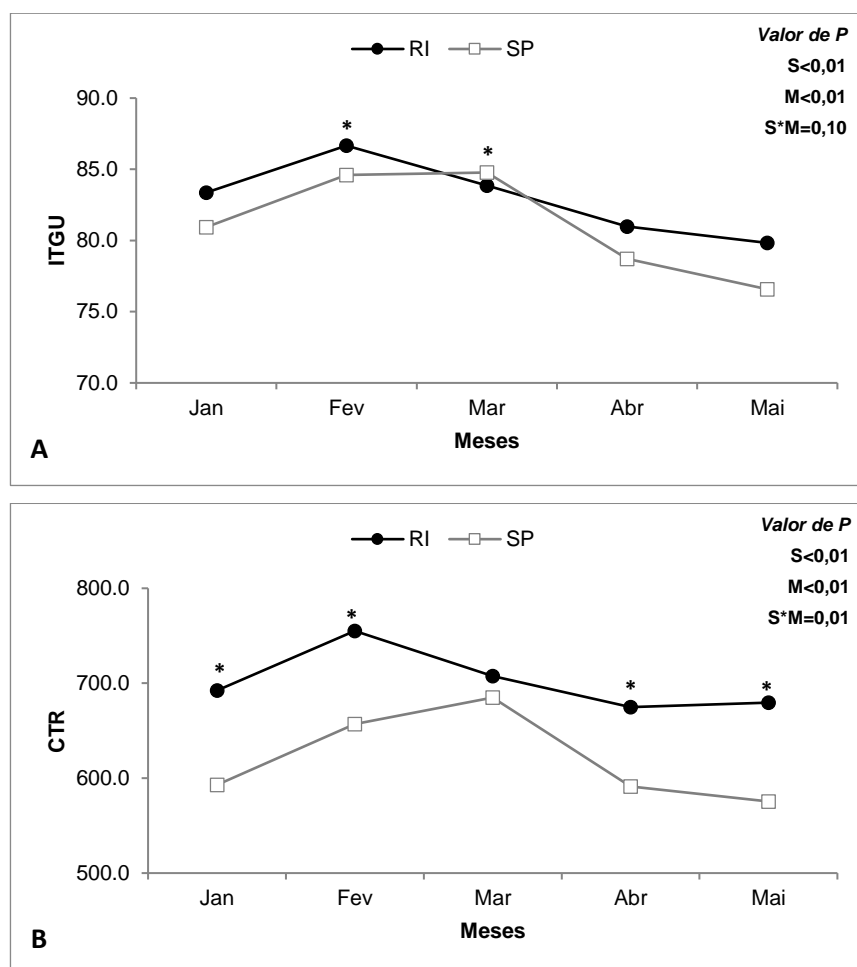 Valor de P
RI SP
S<0,01
M<0,01
S*M=0,10
90.0
* *
85.0
80.0
75.0
70.0
ITGU
Jan Fev Mar Abr Mai
Meses
A
Valor de P
RI SP
S<0,01
M<0,01
S*M=0,01
800.0
* * * *
700.0
600.0
500.0
CTR
Jan Fev Mar Abr Mai
Meses
B